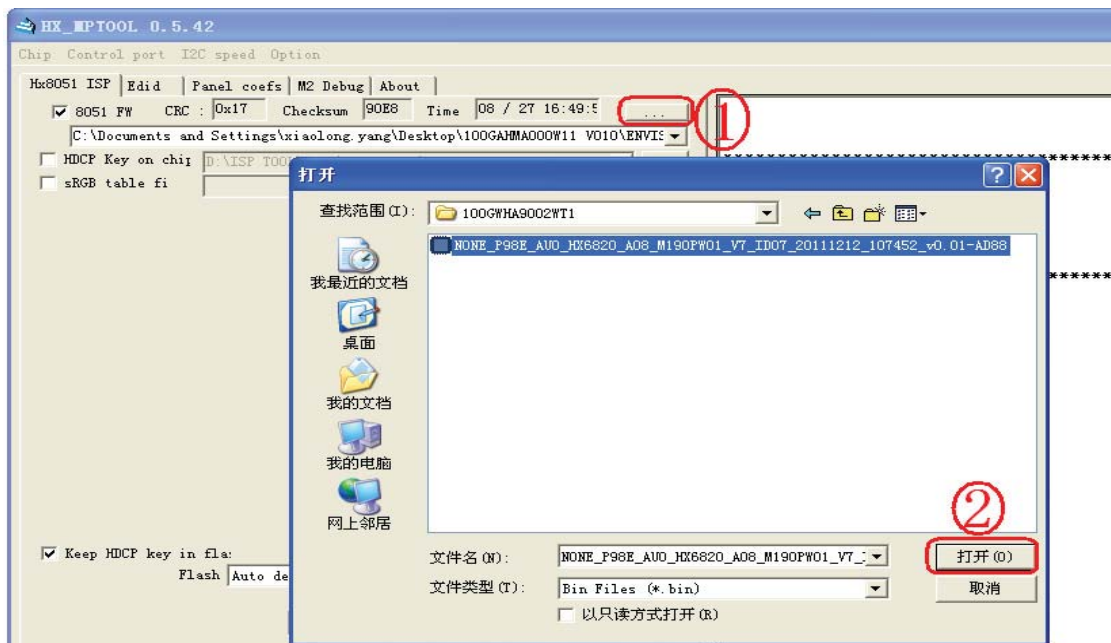 HX_MPTOOL 0.5.42
Chip Control port I2C speed Option
Hx8051 ISP Edid Panel coefs M2 Debug About
8051 FW CRC : 0x17 Checksum 90E8 Time 08 / 27 16:49:5 ... ①
C:\Documents and Settings\xiaolong.yang\Desktop\100GAHMA000W11 V010\ENVIS
HDCP Key on chip D:\ISP TOO
sRGB table fi
打开
查找范围(I): 100GWHA9002WT1
NONE_P98E_AUO_HX6820_A08_M190PW01_V7_ID07_20111212_107452_v0.01-AD88
我最近的文档
桌面
我的文档
我的电脑
网上邻居
②
Keep HDCP key in fla:
Flash Auto de
文件名(N): NONE_P98E_AUO_HX6820_A08_M190PW01_V7_ 打开(O)
文件类型(T): Bin Files (*.bin) 取消
以只读方式打开(R)